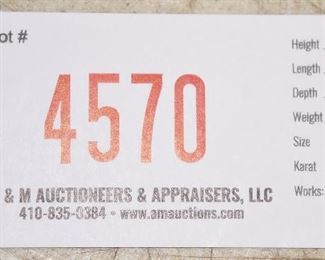 ot #
4570
& M AUCTIONEERS & APPRAISERS, LLC
410-835-0384 • www.amauctions.com
Height
Length
Depth
Weight
Size
Karat
Works: